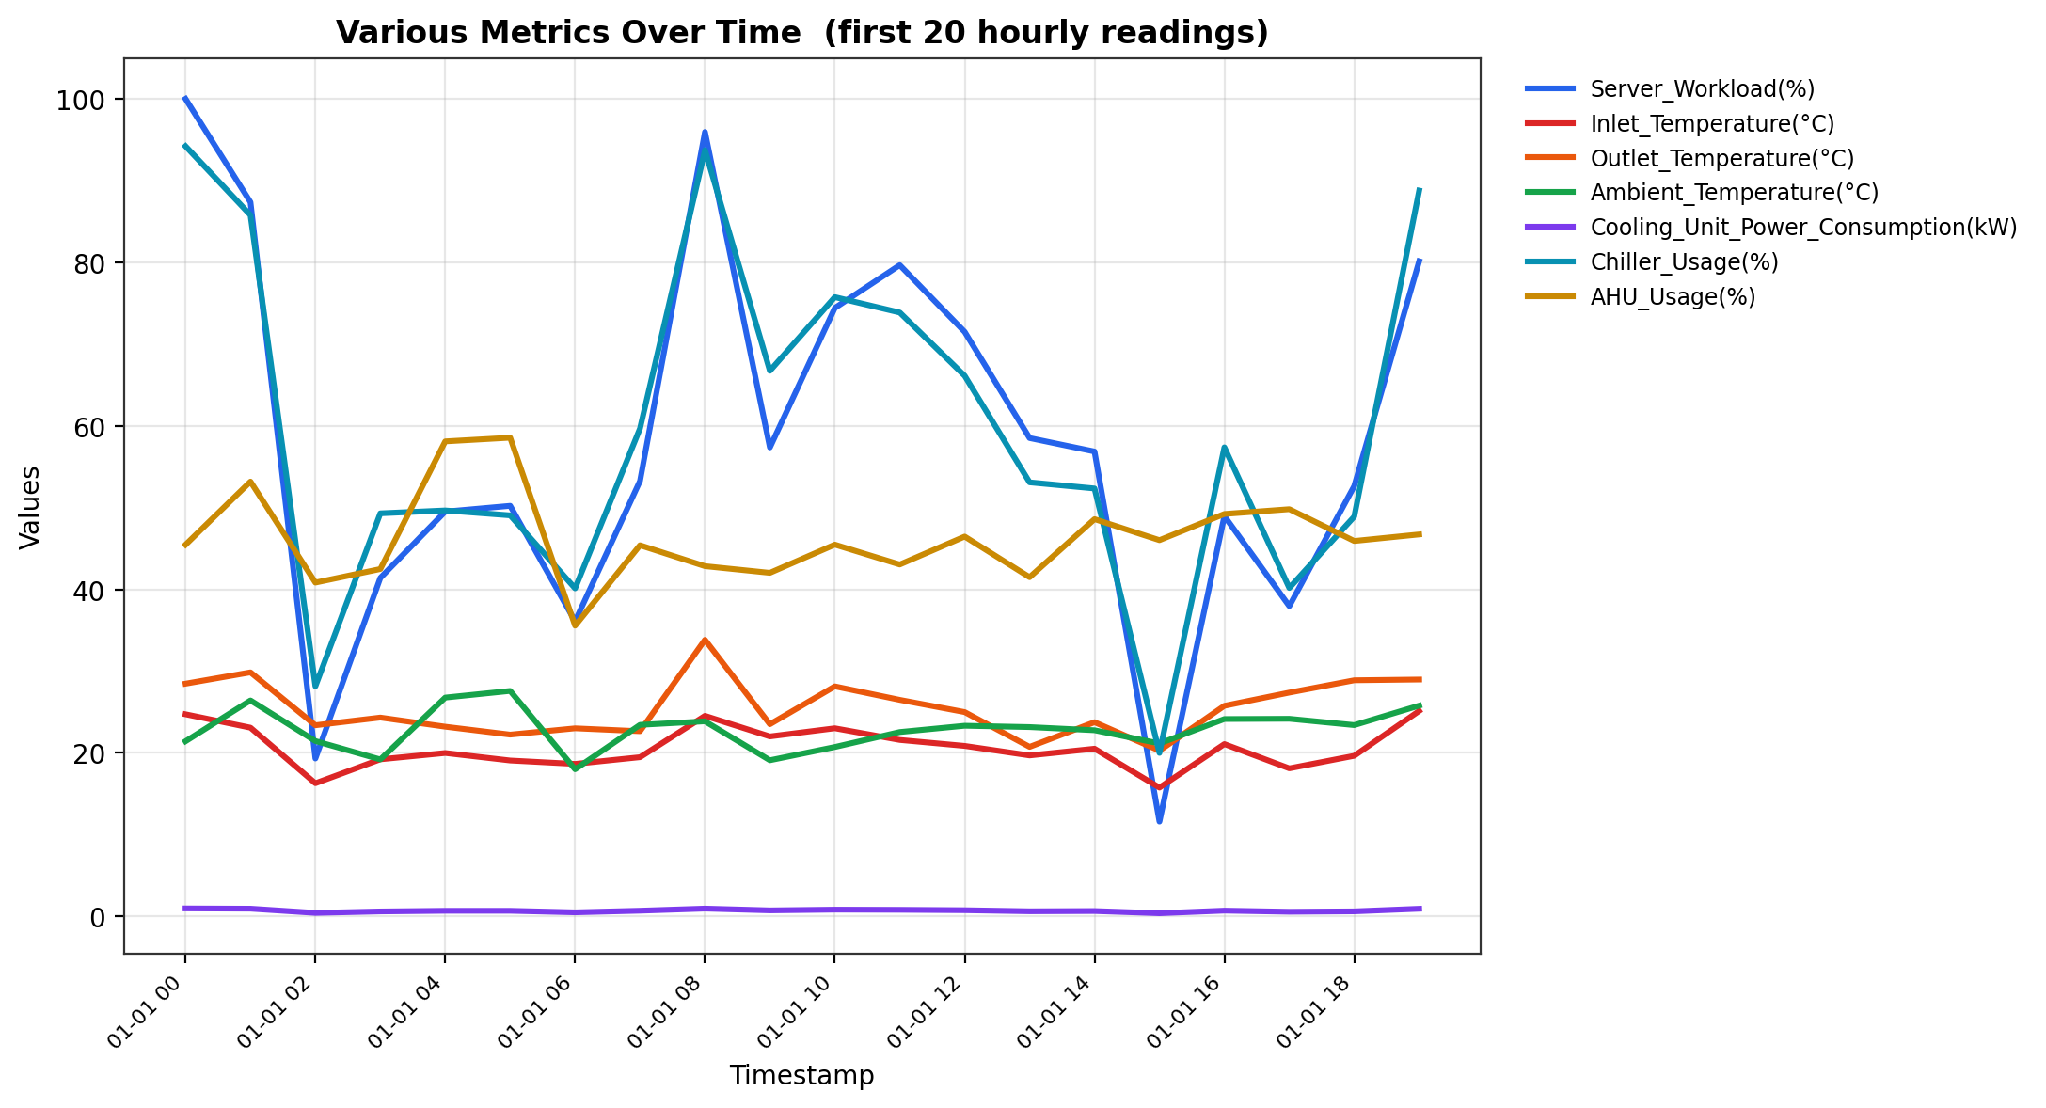 Various Metrics Over Time  (first 20 hourly readings)
Server_Workload(%)
Inlet_Temperature(°C)
Outlet_Temperature(°C)
Ambient_Temperature(°C)
Cooling_Unit_Power_Consumption(kW)
Chiller_Usage(%)
AHU_Usage(%)
Values
100
80
60
40
20
0
01-01 00
01-01 02
01-01 04
01-01 06
01-01 08
01-01 10
01-01 12
01-01 14
01-01 16
01-01 18
Timestamp